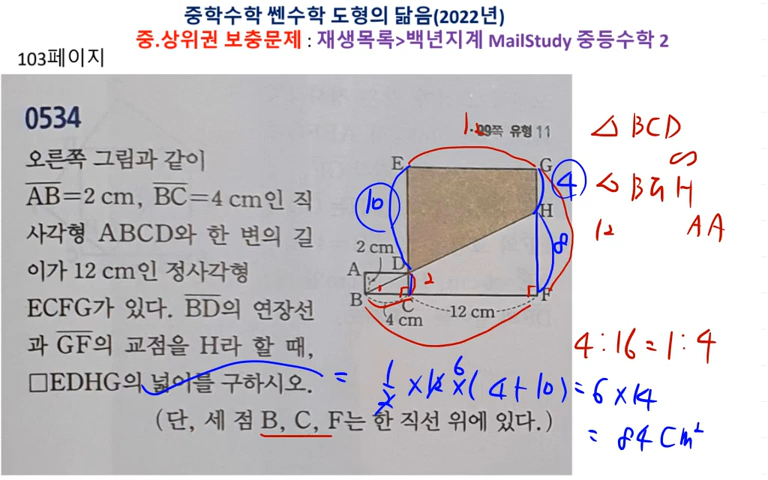 중학수학 쎈수학 도형의 닮음(2022년)
중.상위권 보충문제 : 재생목록>백년지계 MailStudy 중등수학 2
103페이지
0534
99쪽 유형 11
오른쪽 그림과 같이
AB=2 cm, BC=4 cm인 직
사각형 ABCD와 한 변의 길
이가 12 cm인 정사각형
ECFG가 있다. BD의 연장선
과 GF의 교점을 H라 할 때,
□EDHG의 넓이를 구하시오.
(단, 세 점 B, C, F는 한 직선 위에 있다.)
E
G
10
4
H
2 cm
8
A
D
2
B
C
F
4 cm
12 cm
△ BCD
∽
△ BGH
12 AA
4 : 16 = 1 : 4
= 1/2 × 12 6 × ( 4 + 10 ) = 6 × 14
= 84 cm²